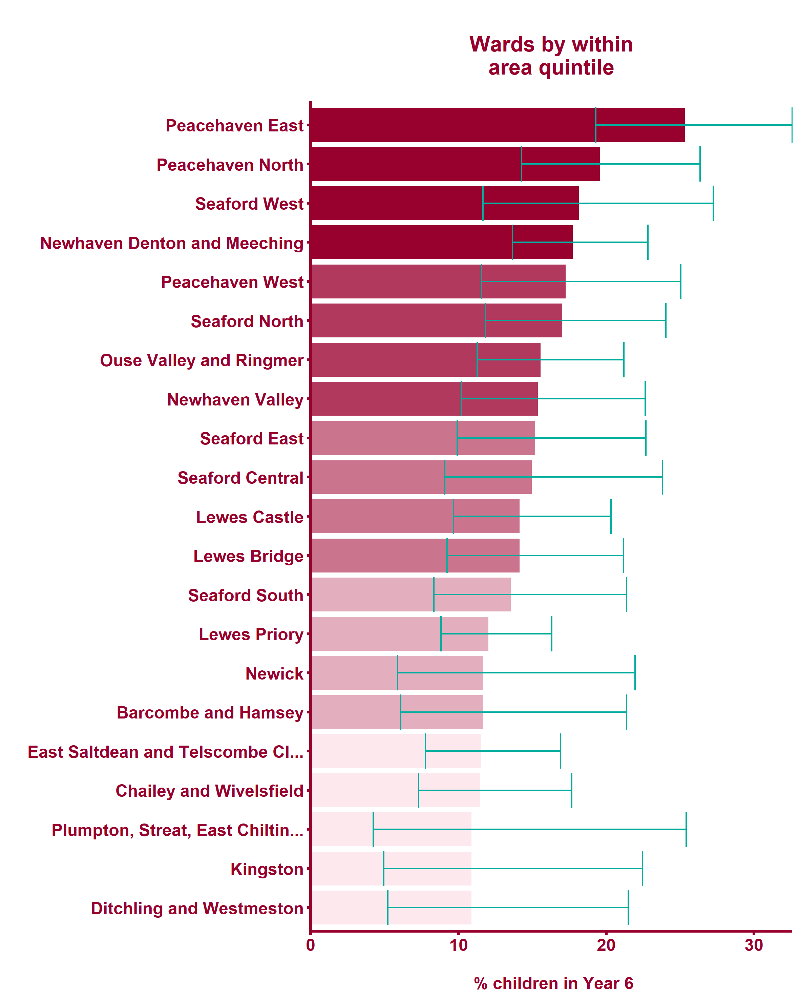 Wards by within
area quintile
Peacehaven East
Peacehaven North
Seaford West
Newhaven Denton and Meeching
Peacehaven West
Seaford North
Ouse Valley and Ringmer
Newhaven Valley
Seaford East
Seaford Central
Lewes Castle
Lewes Bridge
Seaford South
Lewes Priory
Newick
Barcombe and Hamsey
East Saltdean and Telscombe Cl...
Chailey and Wivelsfield
Plumpton, Streat, East Chiltin...
Kingston
Ditchling and Westmeston
0 10 20 30
% children in Year 6